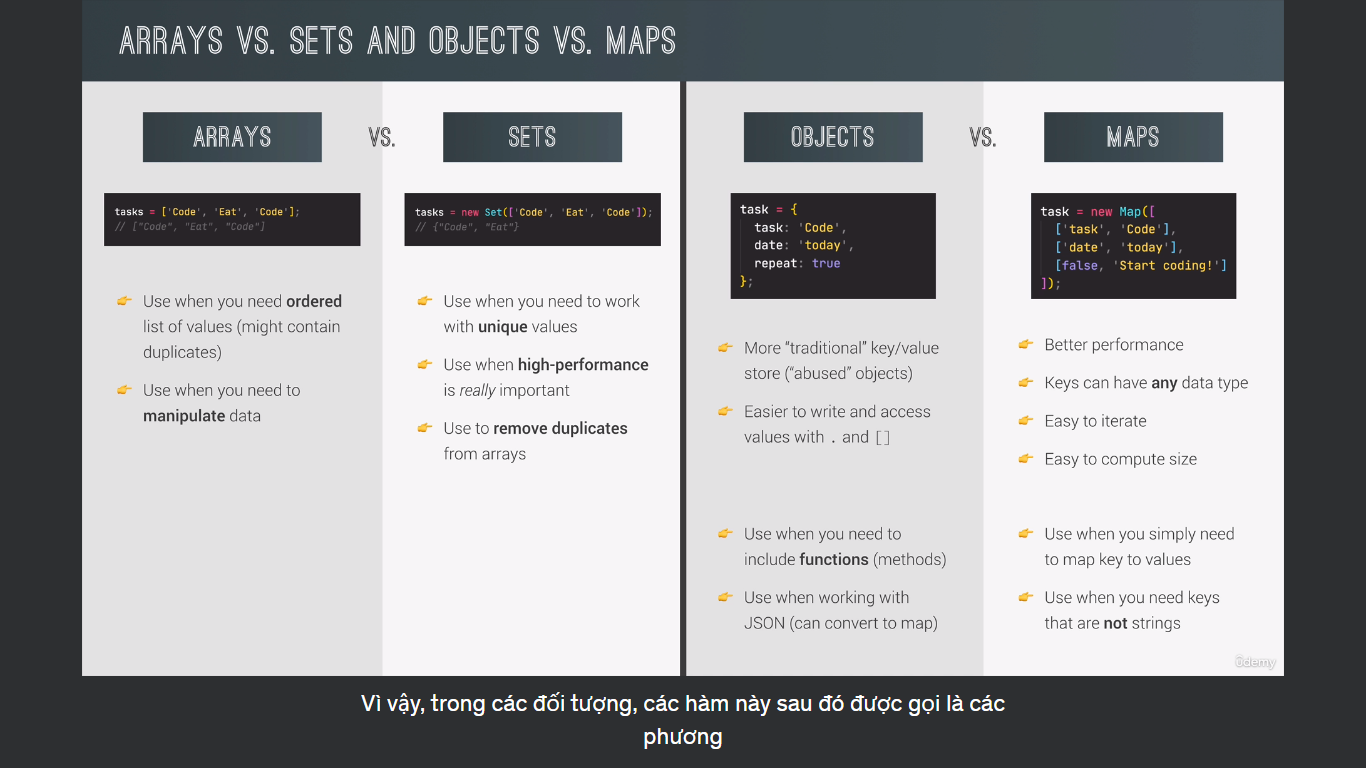 ARRAYS VS. SETS AND OBJECTS VS. MAPS
ARRAYS
VS.
SETS
tasks = ['Code', 'Eat', 'Code'];
// ["Code", "Eat", "Code"]
Use when you need ordered
list of values (might contain
duplicates)
Use when you need to
manipulate data
tasks = new Set(['Code', 'Eat', 'Code']);
// {"Code", "Eat"}
Use when you need to work
with unique values
Use when high-performance
is really important
Use to remove duplicates
from arrays
OBJECTS
VS.
MAPS
task = {
task: 'Code',
date: 'today',
repeat: true
};
More “traditional” key/value
store (“abused” objects)
Easier to write and access
values with . and []
Use when you need to
include functions (methods)
Use when working with
JSON (can convert to map)
task = new Map([
['task', 'Code'],
['date', 'today'],
[false, 'Start coding!']
]);
Better performance
Keys can have any data type
Easy to iterate
Easy to compute size
Use when you simply need
to map key to values
Use when you need keys
that are not strings
ûdemy
Vì vậy, trong các đối tượng, các hàm này sau đó được gọi là các
phương